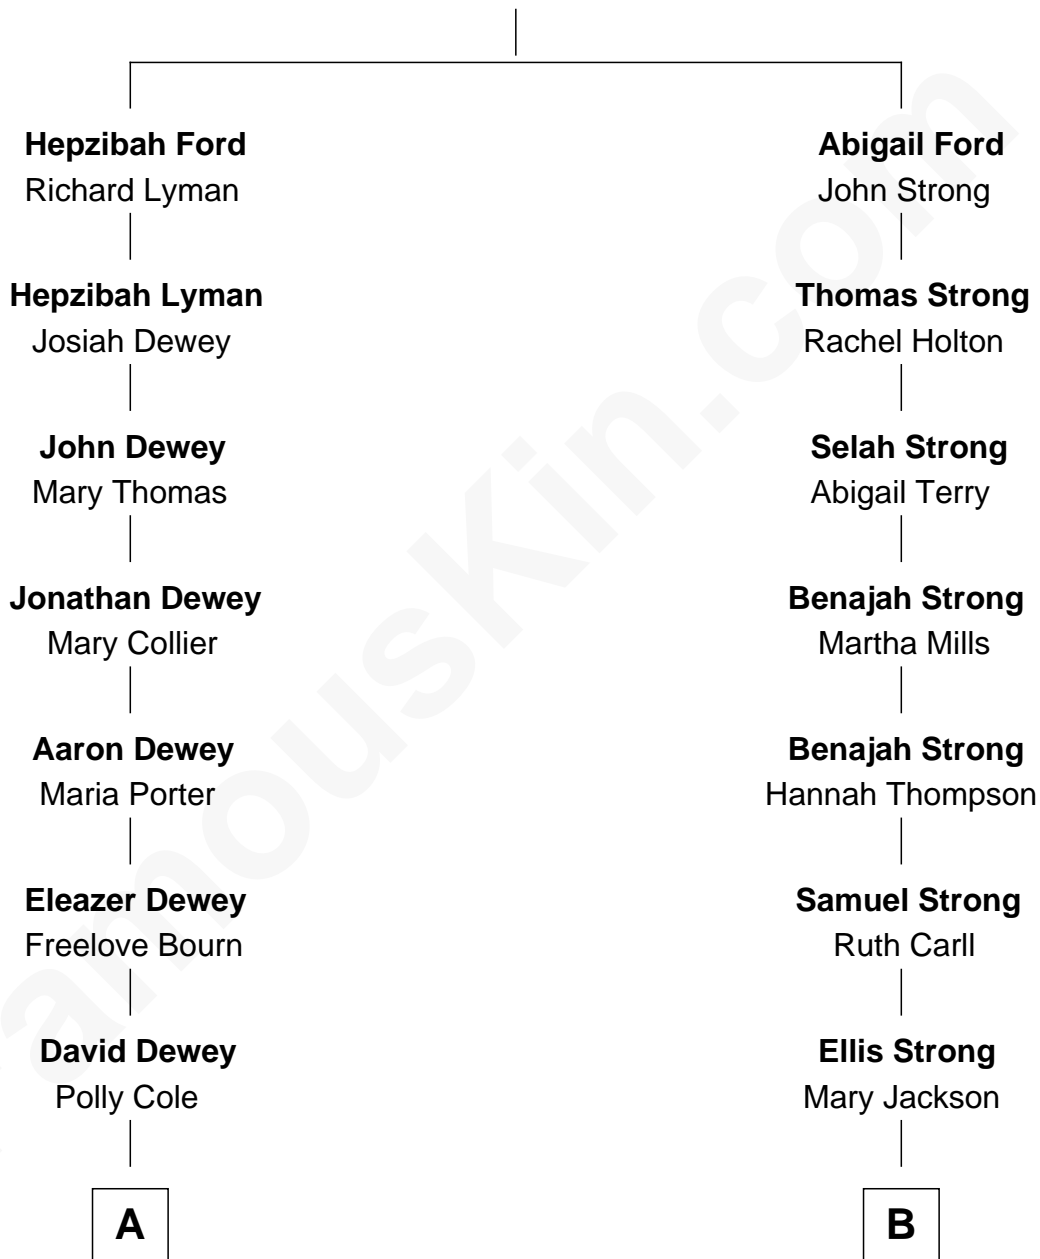 Hepzibah Ford
Richard Lyman
Hepzibah Lyman
Josiah Dewey
John Dewey
Mary Thomas
Jonathan Dewey
Mary Collier
Aaron Dewey
Maria Porter
Eleazer Dewey
Freelove Bourn
David Dewey
Polly Cole
A
Abigail Ford
John Strong
Thomas Strong
Rachel Holton
Selah Strong
Abigail Terry
Benajah Strong
Martha Mills
Benajah Strong
Hannah Thompson
Samuel Strong
Ruth Carll
Ellis Strong
Mary Jackson
B
amouskin.com